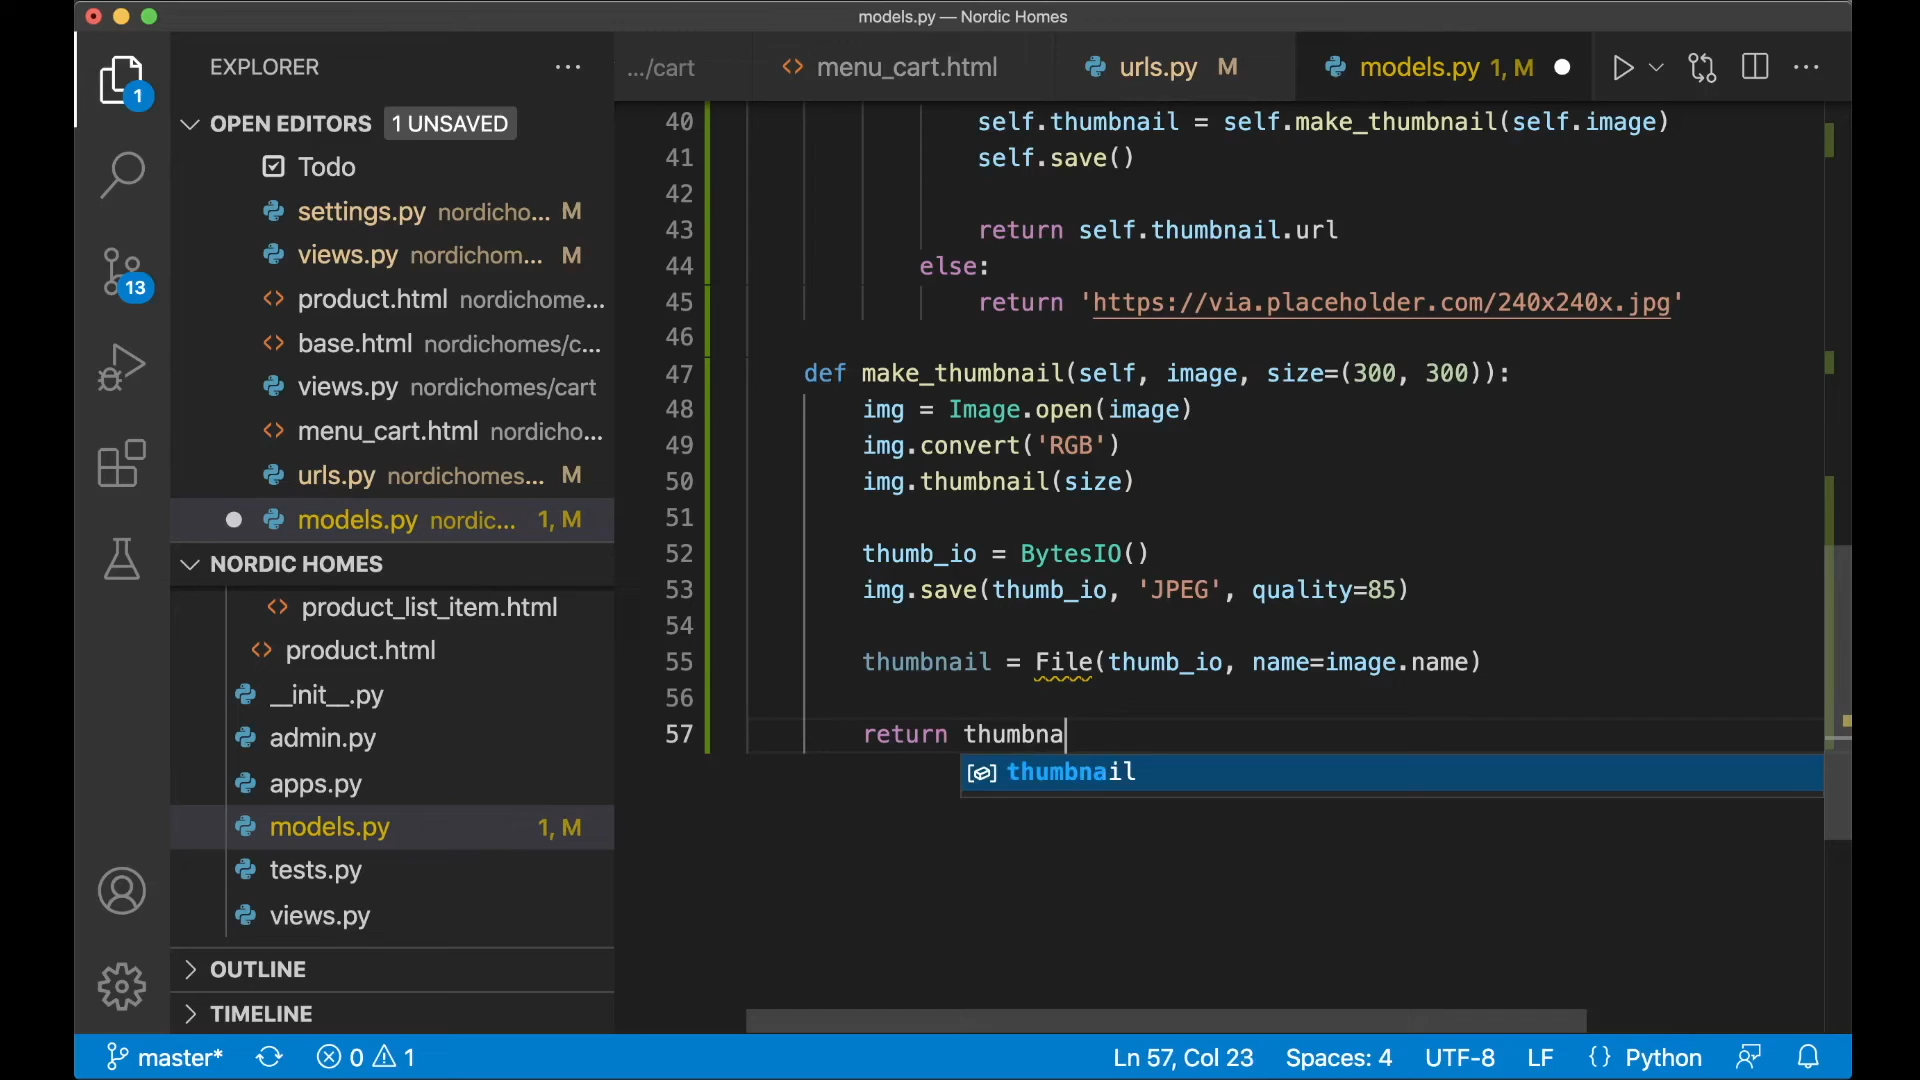 models.py — Nordic Homes
EXPLORER
1
OPEN EDITORS 1 UNSAVED
Todo
settings.py nordicho... M
views.py nordichom... M
product.html nordichome...
base.html nordichomes/c...
views.py nordichomes/cart
menu_cart.html nordicho...
urls.py nordichomes... M
models.py nordic... 1, M
13
NORDIC HOMES
product_list_item.html
product.html
__init__.py
admin.py
apps.py
models.py 1, M
tests.py
views.py
OUTLINE
TIMELINE
.../cart menu_cart.html urls.py M models.py 1, M
40 self.thumbnail = self.make_thumbnail(self.image)
41 self.save()
42
43 return self.thumbnail.url
44 else:
45 return 'https://via.placeholder.com/240x240x.jpg'
46
47 def make_thumbnail(self, image, size=(300, 300)):
48 img = Image.open(image)
49 img.convert('RGB')
50 img.thumbnail(size)
51
52 thumb_io = BytesIO()
53 img.save(thumb_io, 'JPEG', quality=85)
54
55 thumbnail = File(thumb_io, name=image.name)
56
57 return thumbna
thumbnail
master* 0 1 Ln 57, Col 23 Spaces: 4 UTF-8 LF {} Python